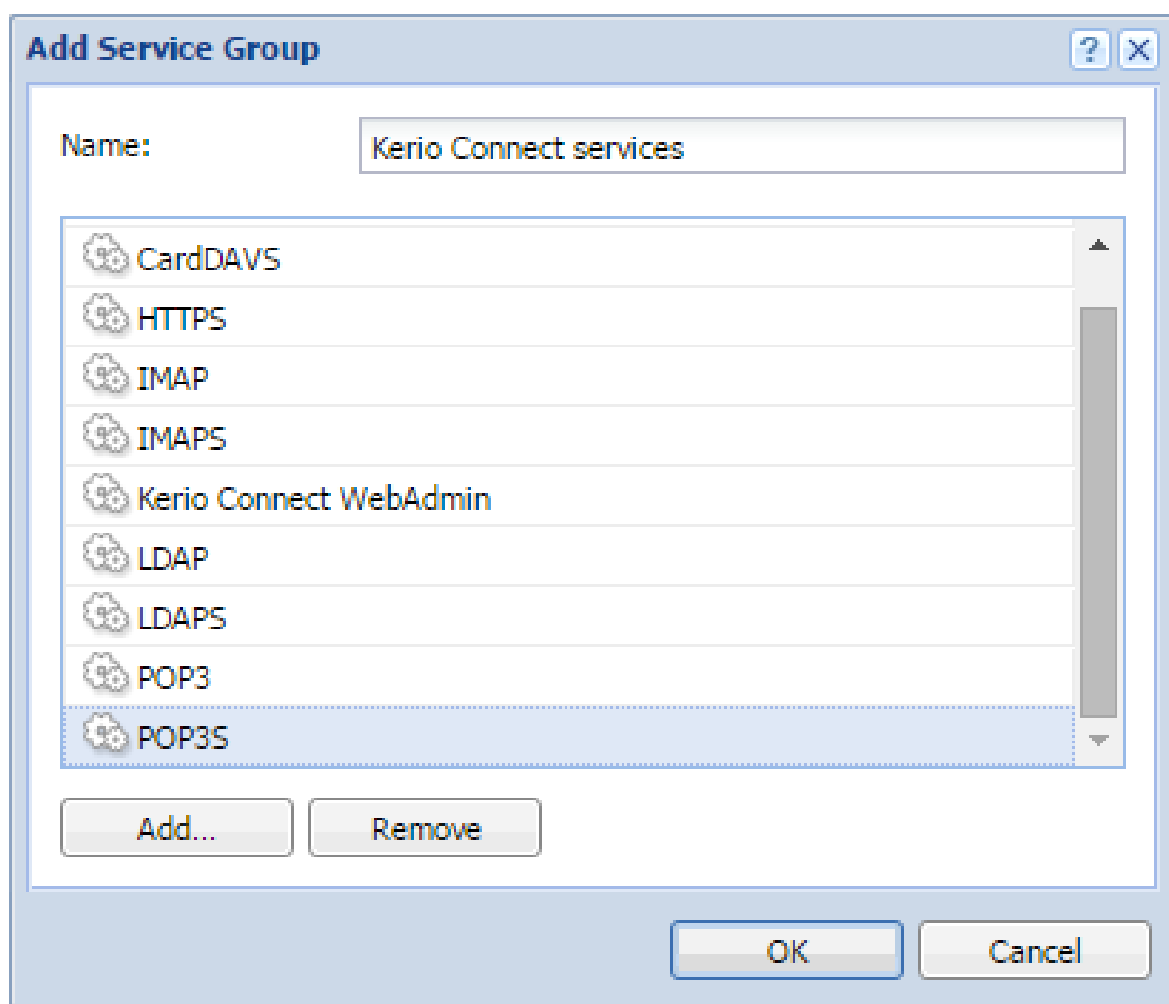 Add Service Group
?
Name: Kerio Connect services
CardDAVS
HTTPS
IMAP
IMAPS
Kerio Connect WebAdmin
LDAP
LDAPS
POP3
POP3S
Add... Remove
OK Cancel